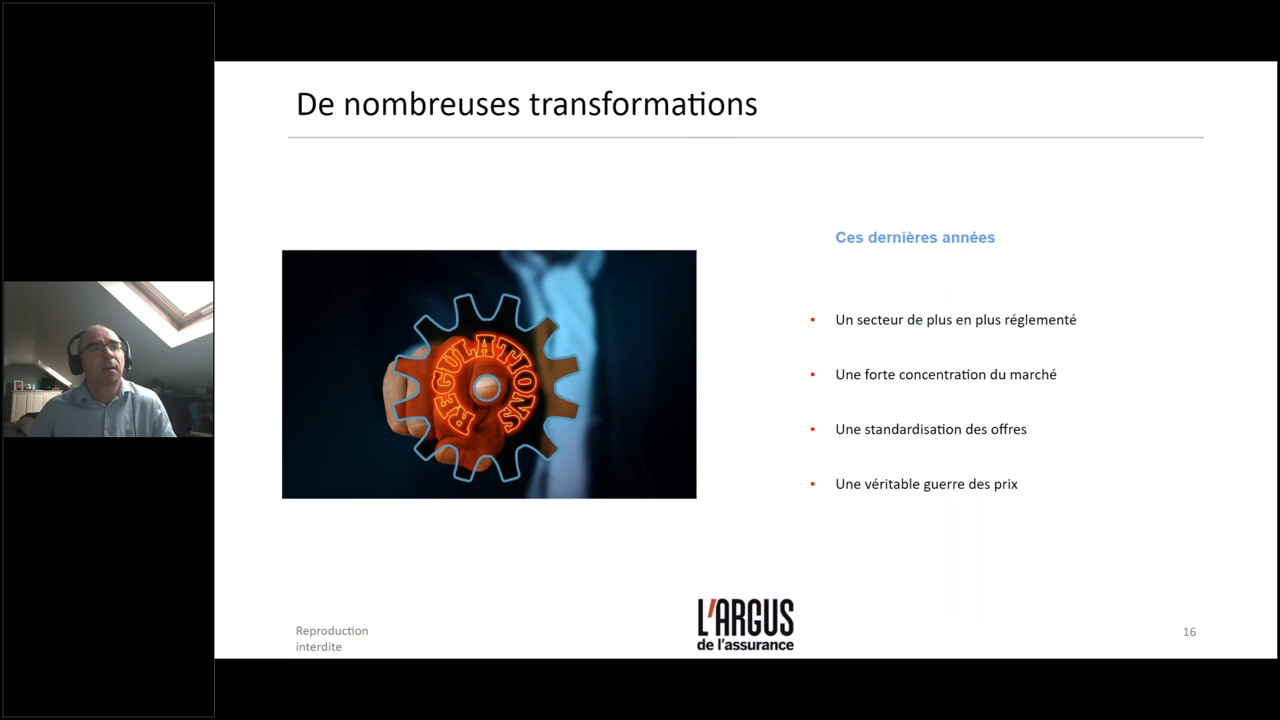 De nombreuses transformations
Ces dernières années
REGULATIONS
▪ Un secteur de plus en plus réglementé
▪ Une forte concentration du marché
▪ Une standardisation des offres
▪ Une véritable guerre des prix
Reproduction
interdite
L'ARGUS
de l'assurance
16